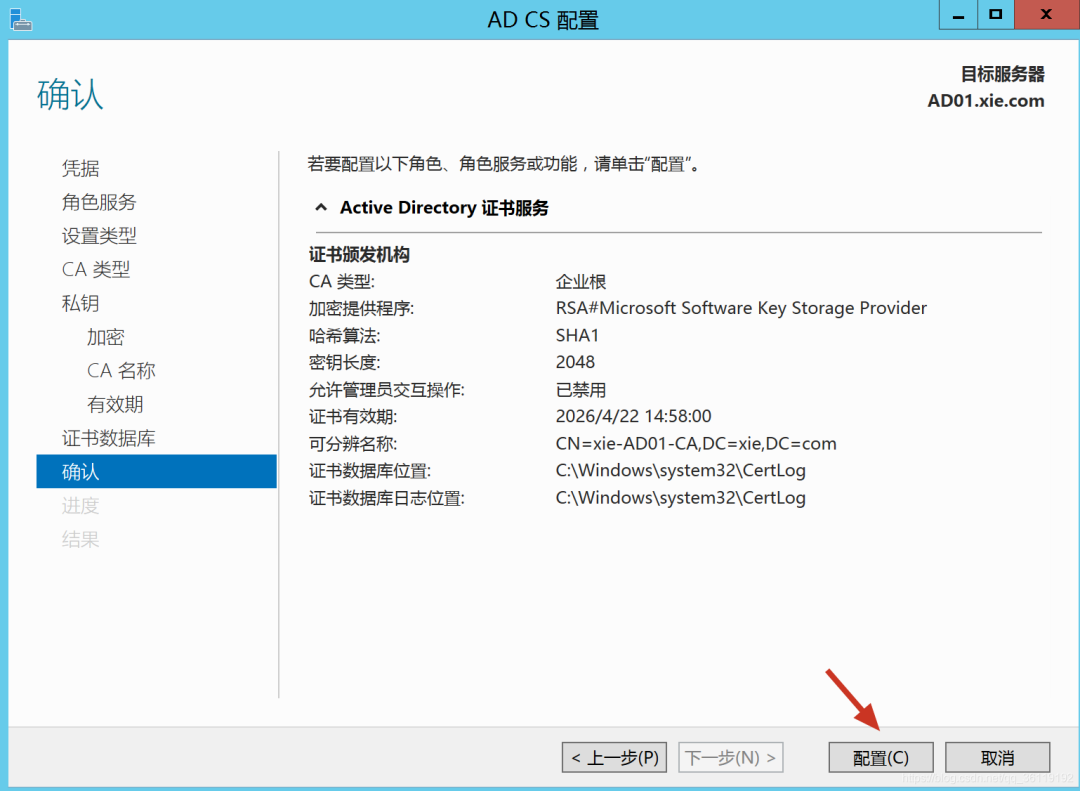 AD CS 配置
确认
目标服务器
AD01.xie.com
凭据
角色服务
设置类型
CA 类型
私钥
加密
CA 名称
有效期
证书数据库
确认
进度
结果
若要配置以下角色、角色服务或功能，请单击“配置”。
Active Directory 证书服务
证书颁发机构
CA 类型: 企业根
加密提供程序: RSA#Microsoft Software Key Storage Provider
哈希算法: SHA1
密钥长度: 2048
允许管理员交互操作: 已禁用
证书有效期: 2026/4/22 14:58:00
可分辨名称: CN=xie-AD01-CA,DC=xie,DC=com
证书数据库位置: C:\Windows\system32\CertLog
证书数据库日志位置: C:\Windows\system32\CertLog
< 上一步(P) 下一步(N) > 配置(C) 取消